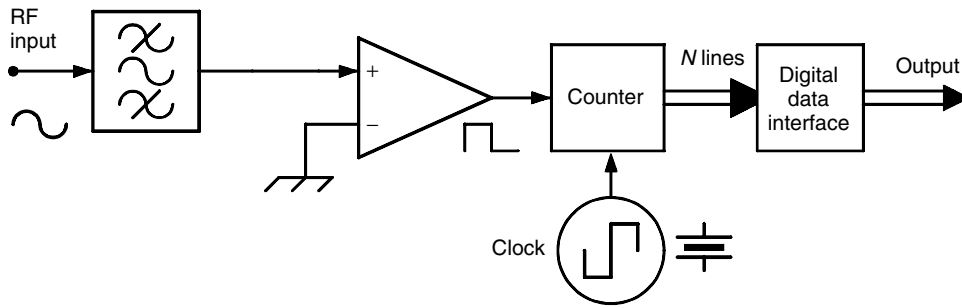 RF
input
+
−
Counter
N lines
Digital
data
interface
Output
Clock